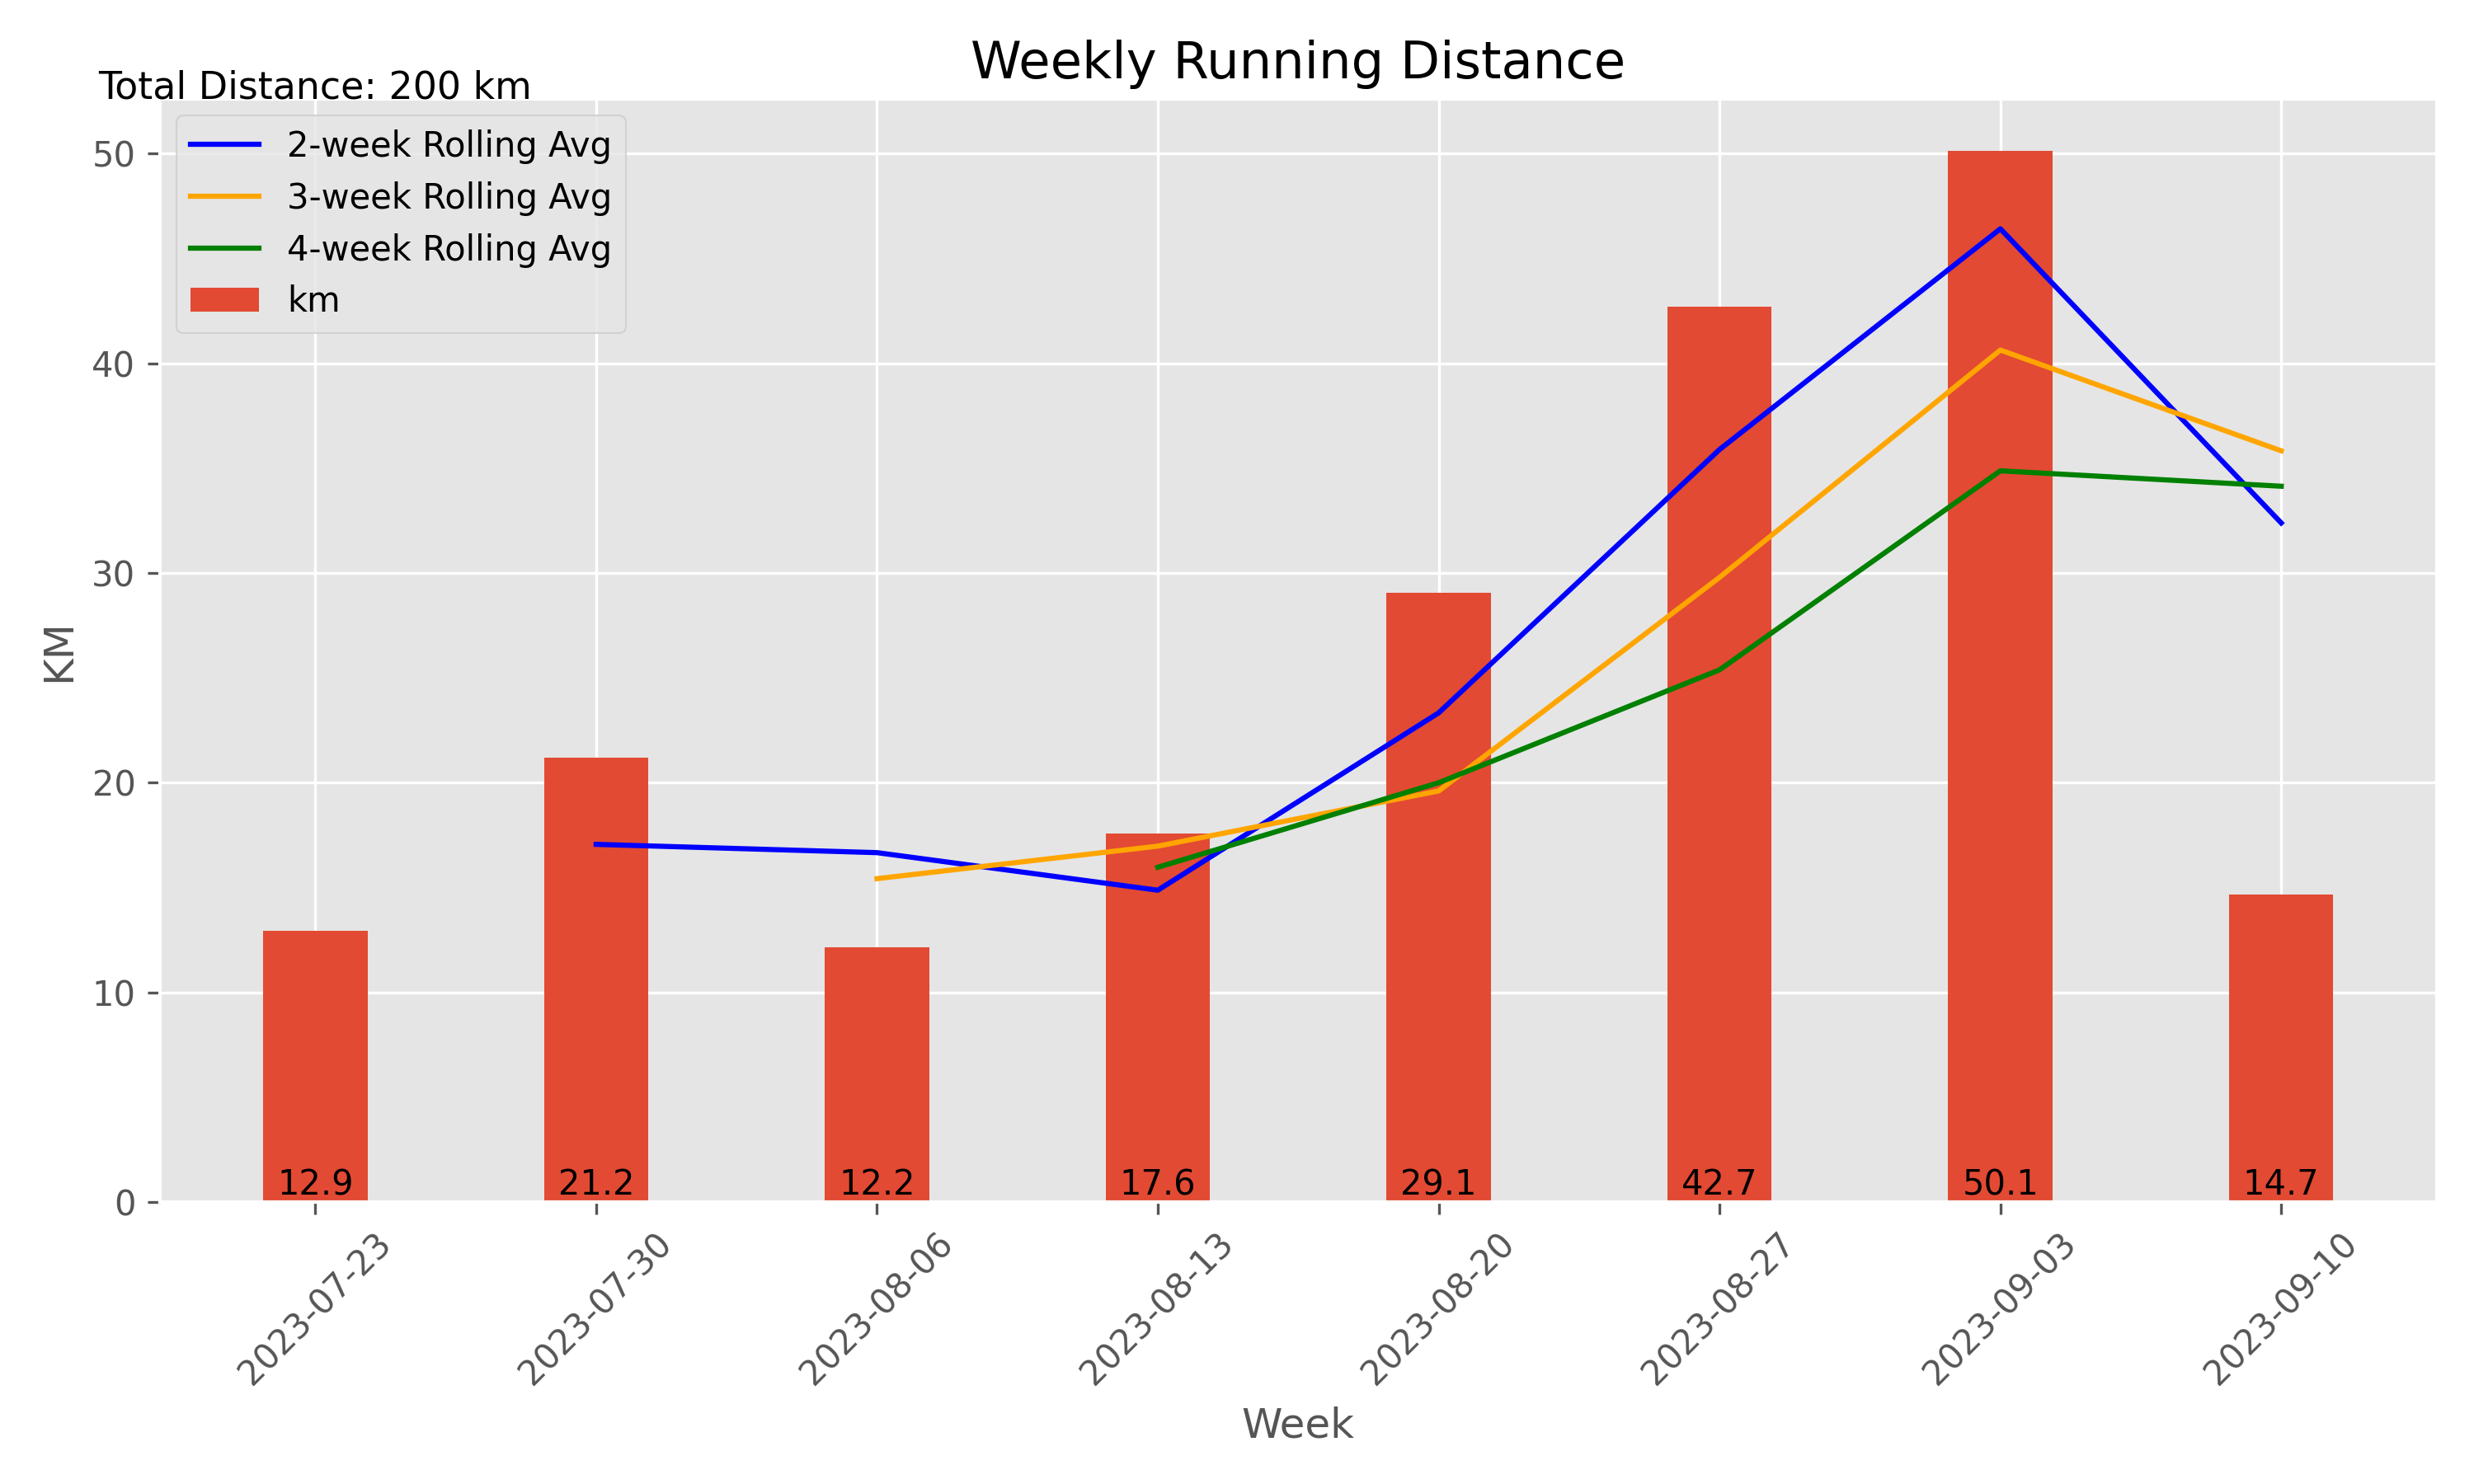 Weekly Running Distance
Total Distance: 200 km
2-week Rolling Avg
3-week Rolling Avg
4-week Rolling Avg
km
50
40
30
20
10
0
KM
12.9
21.2
12.2
17.6
29.1
42.7
50.1
14.7
2023-07-23
2023-07-30
2023-08-06
2023-08-13
2023-08-20
2023-08-27
2023-09-03
2023-09-10
Week